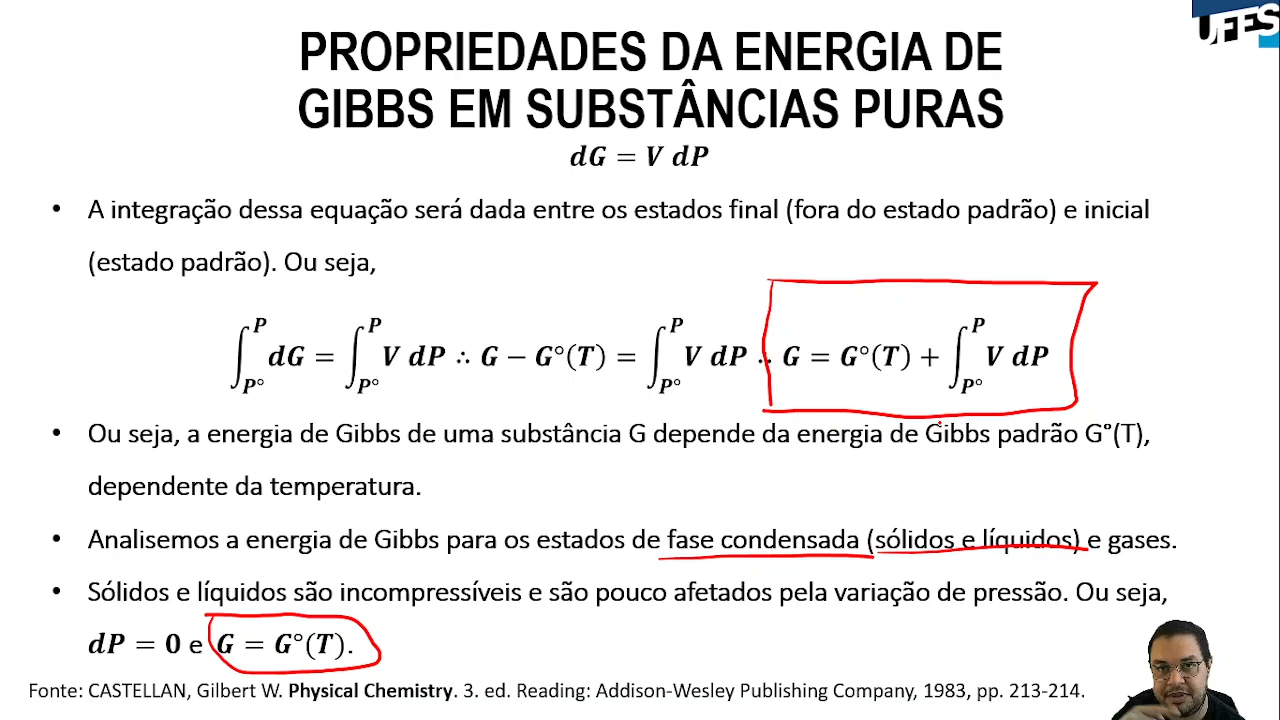 UFES
PROPRIEDADES DA ENERGIA DE
GIBBS EM SUBSTÂNCIAS PURAS
dG = V dP
• A integração dessa equação será dada entre os estados final (fora do estado padrão) e inicial
(estado padrão). Ou seja,
∫_{P°}^{P} dG = ∫_{P°}^{P} V dP ∴ G − G°(T) = ∫_{P°}^{P} V dP ∴ G = G°(T) + ∫_{P°}^{P} V dP
• Ou seja, a energia de Gibbs de uma substância G depende da energia de Gibbs padrão G°(T),
dependente da temperatura.
• Analisemos a energia de Gibbs para os estados de fase condensada (sólidos e líquidos) e gases.
• Sólidos e líquidos são incompressíveis e são pouco afetados pela variação de pressão. Ou seja,
dP = 0 e G = G°(T).
Fonte: CASTELLAN, Gilbert W. Physical Chemistry. 3. ed. Reading: Addison-Wesley Publishing Company, 1983, pp. 213-214.